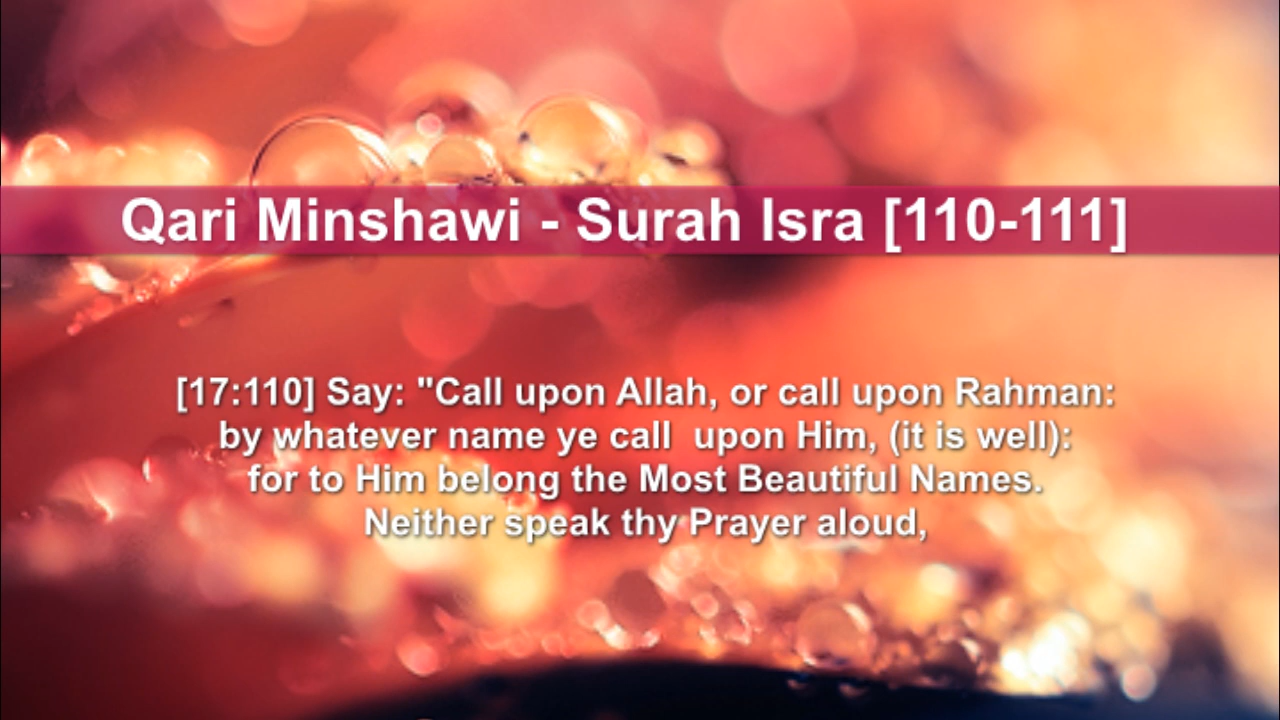 Qari Minshawi - Surah Isra [110-111]
[17:110] Say: "Call upon Allah, or call upon Rahman:
by whatever name ye call  upon Him, (it is well):
for to Him belong the Most Beautiful Names.
Neither speak thy Prayer aloud,